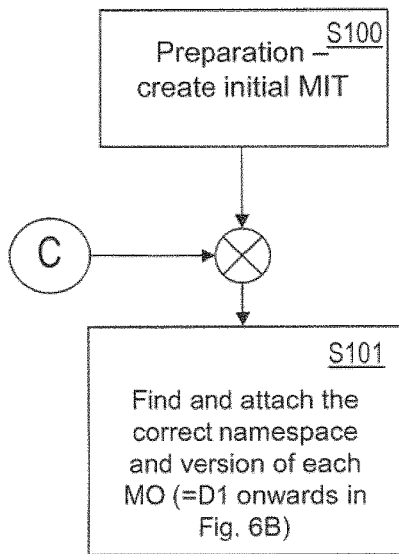 S100
Preparation –
create initial MIT
C
S101
Find and attach the
correct namespace
and version of each
MO (=D1 onwards in
Fig. 6B)